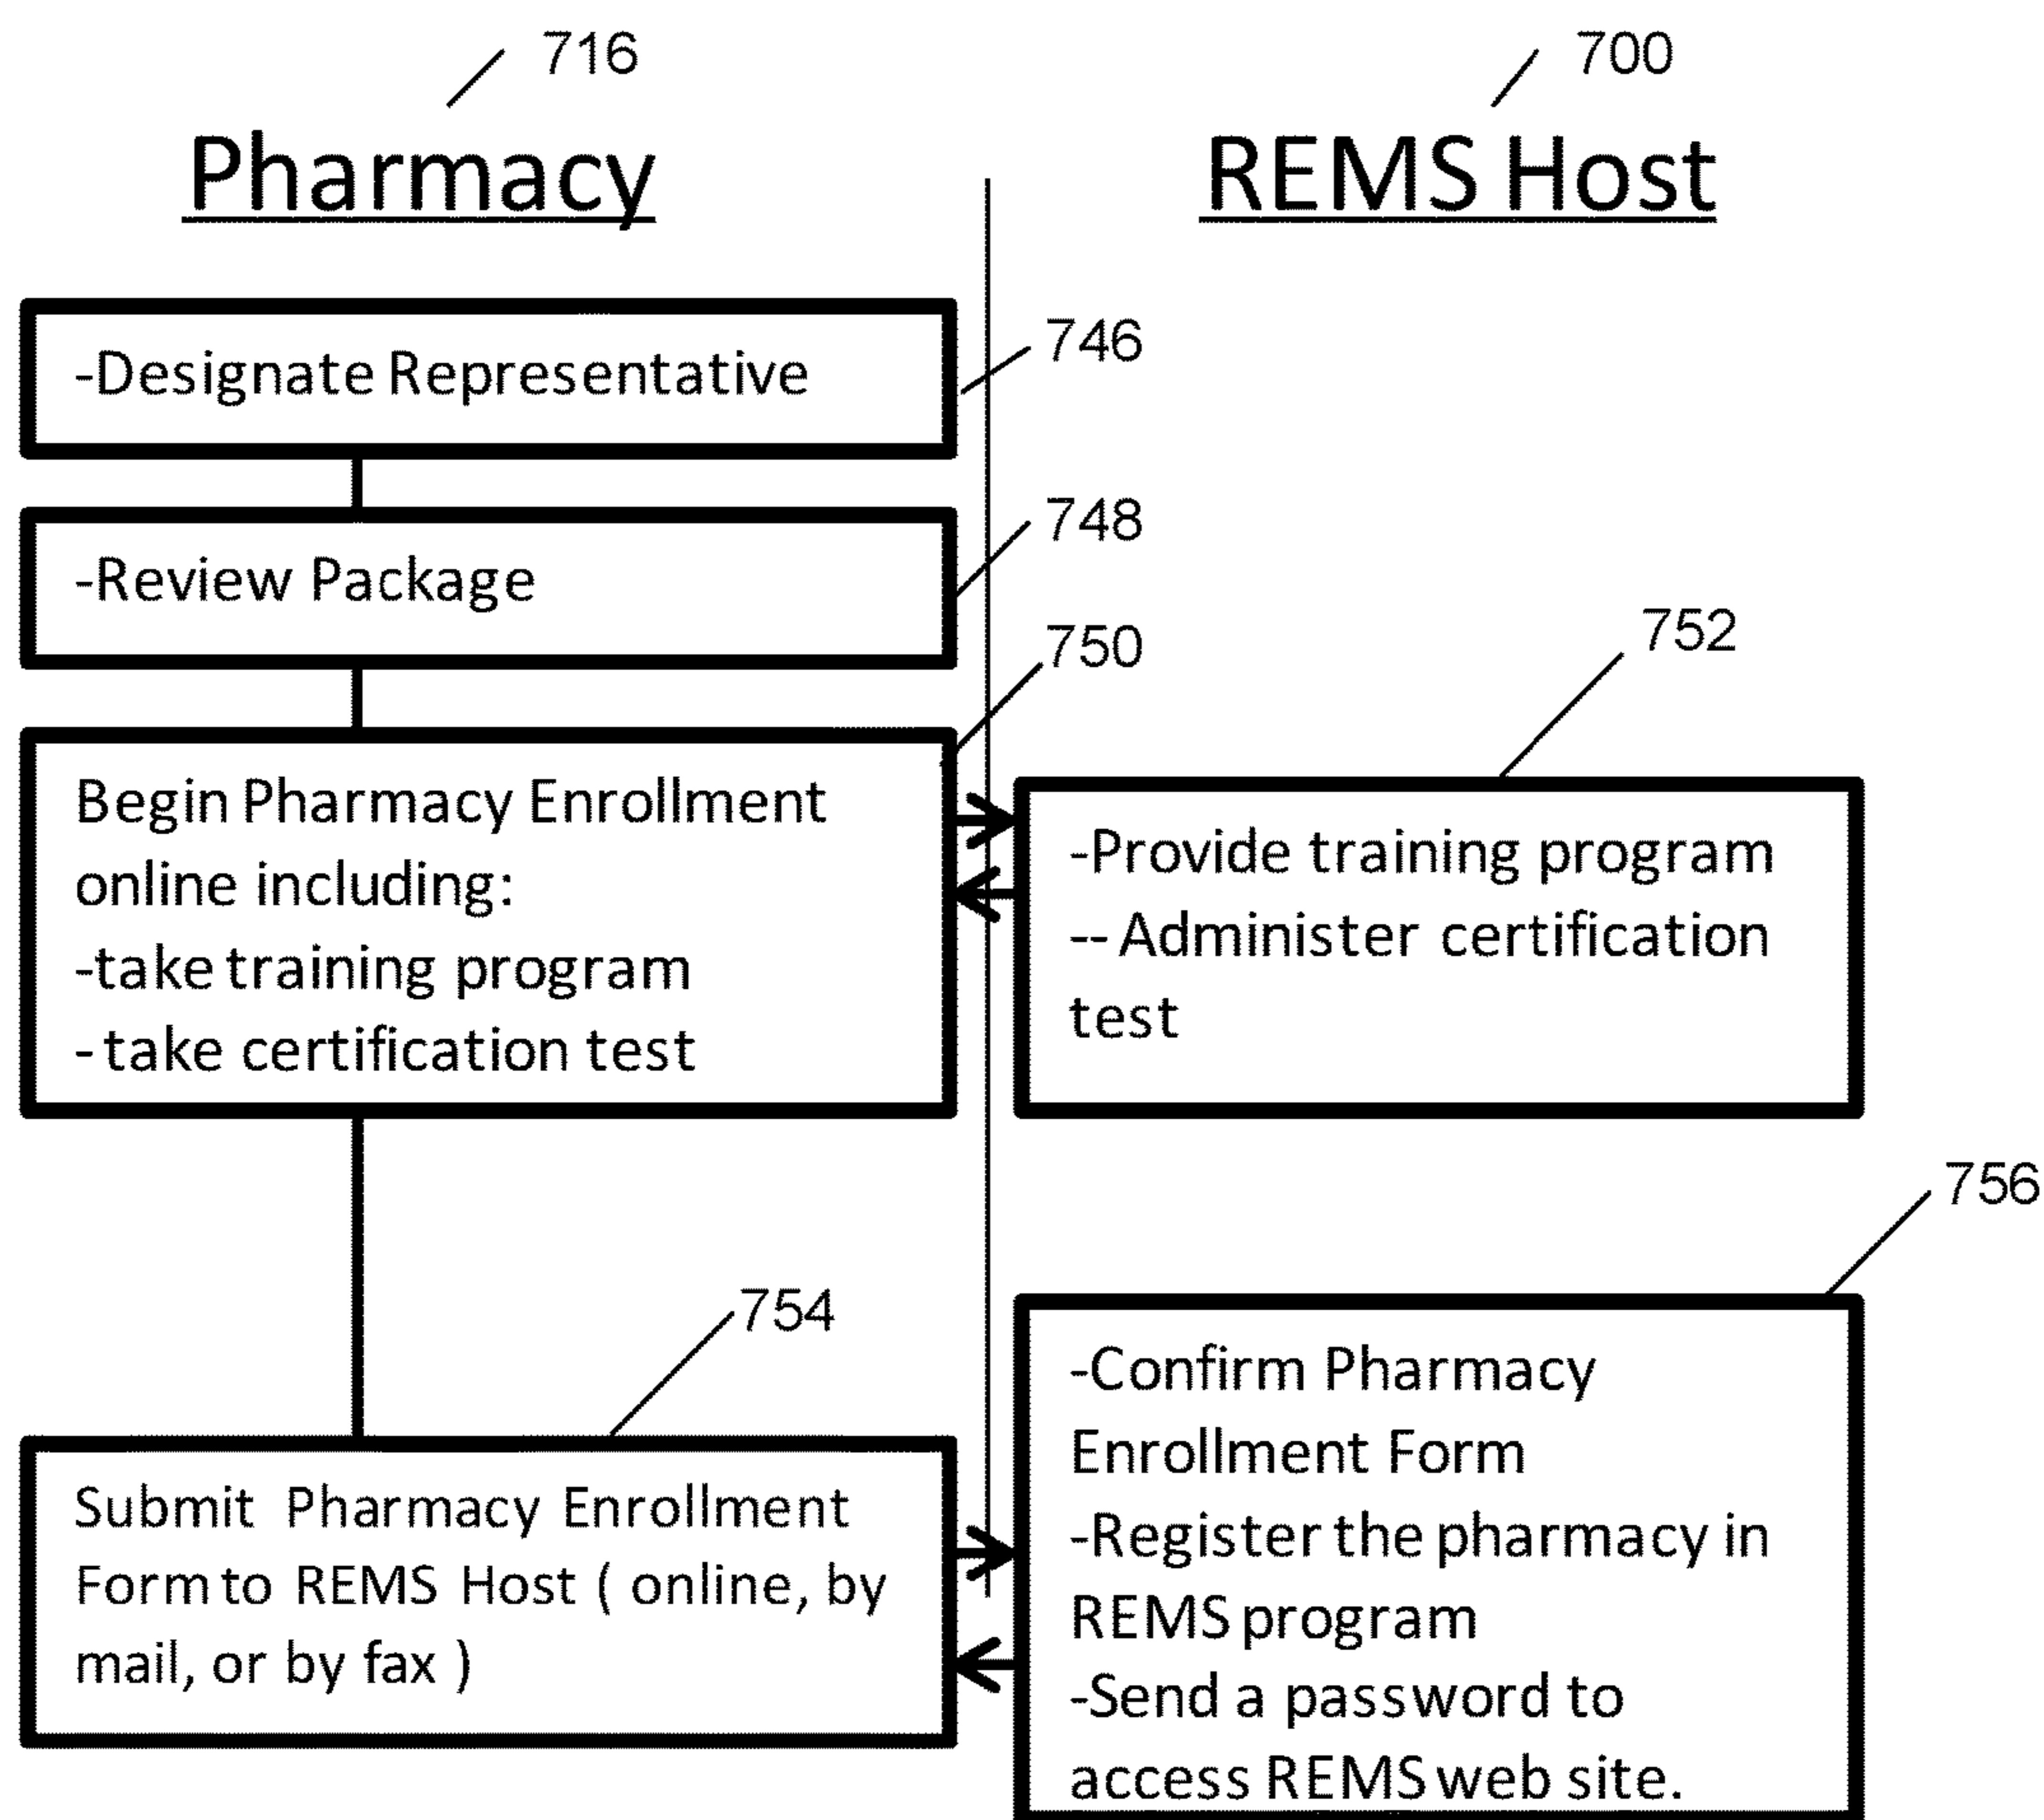 716
700
Pharmacy
REMS Host
746
-Designate Representative
748
-Review Package
750
752
Begin Pharmacy Enrollment
online including:
-take training program
-take certification test
-Provide training program
-- Administer certification
test
756
754
Submit Pharmacy Enrollment
Form to REMS Host ( online, by
mail, or by fax )
-Confirm Pharmacy
Enrollment Form
-Register the pharmacy in
REMS program
-Send a password to
access REMS web site.